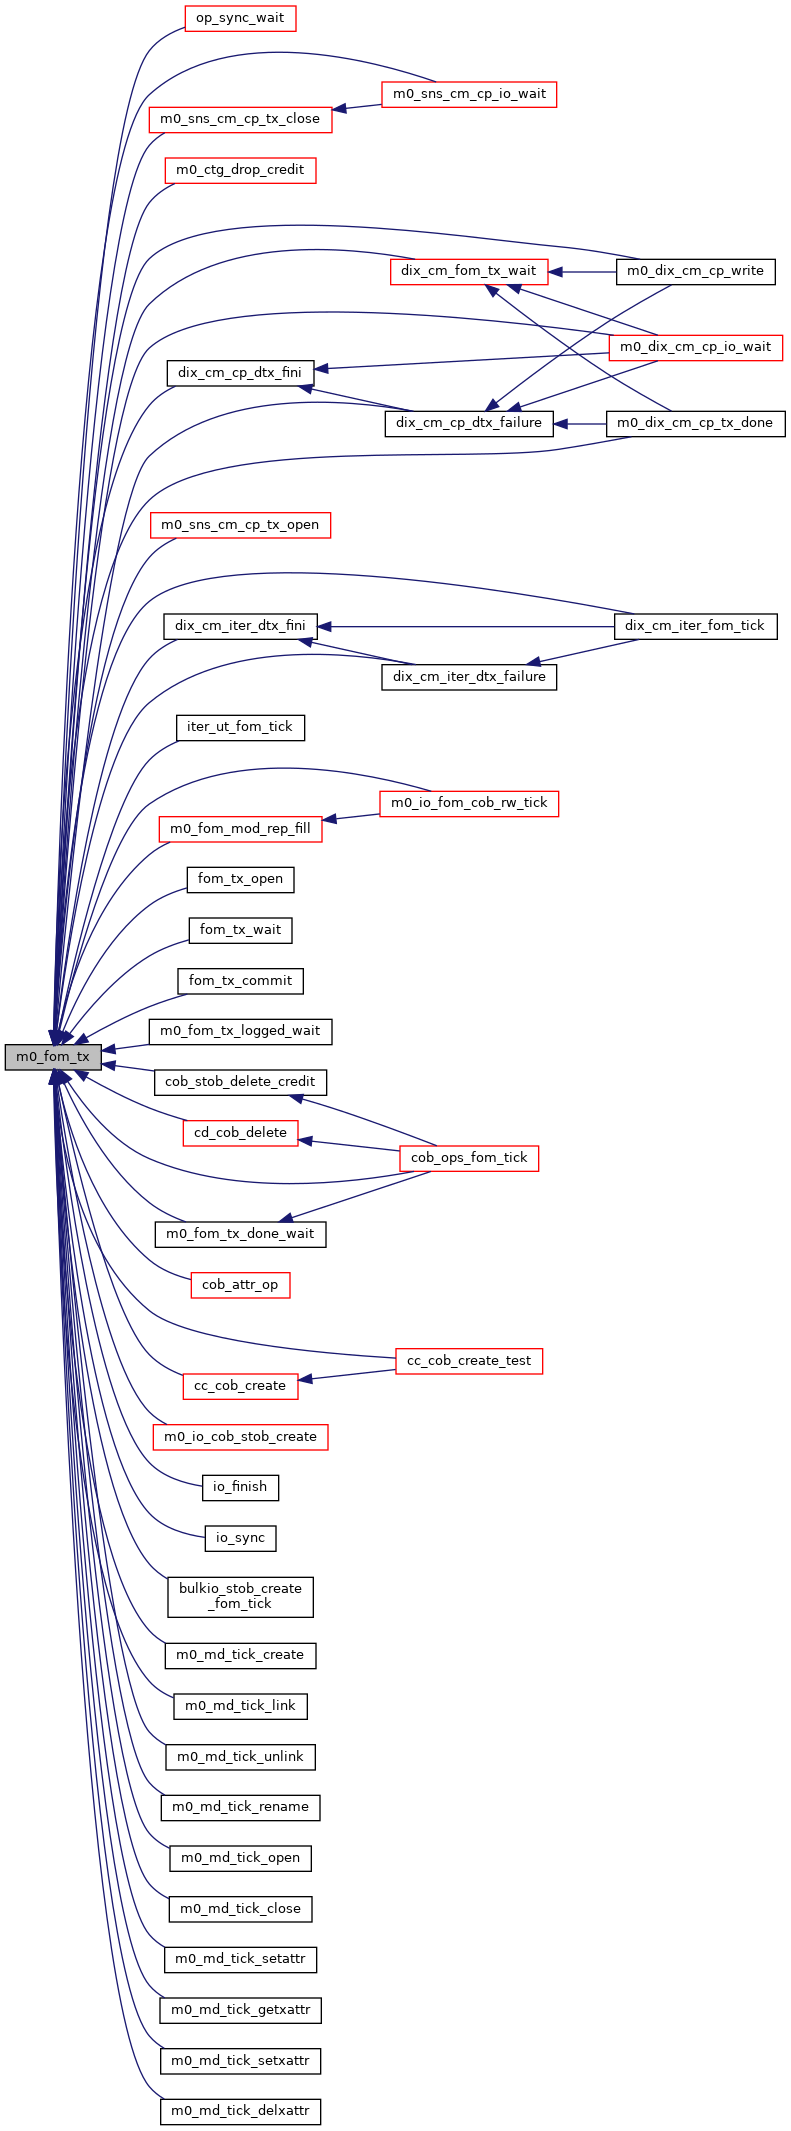 op_sync_wait
m0_sns_cm_cp_io_wait
m0_sns_cm_cp_tx_close
m0_ctg_drop_credit
dix_cm_fom_tx_wait
m0_dix_cm_cp_write
m0_dix_cm_cp_io_wait
dix_cm_cp_dtx_fini
dix_cm_cp_dtx_failure
m0_dix_cm_cp_tx_done
m0_sns_cm_cp_tx_open
dix_cm_iter_dtx_fini
dix_cm_iter_fom_tick
dix_cm_iter_dtx_failure
iter_ut_fom_tick
m0_io_fom_cob_rw_tick
m0_fom_mod_rep_fill
fom_tx_open
fom_tx_wait
fom_tx_commit
m0_fom_tx_logged_wait
m0_fom_tx
cob_stob_delete_credit
cd_cob_delete
cob_ops_fom_tick
m0_fom_tx_done_wait
cob_attr_op
cc_cob_create_test
cc_cob_create
m0_io_cob_stob_create
io_finish
io_sync
bulkio_stob_create
_fom_tick
m0_md_tick_create
m0_md_tick_link
m0_md_tick_unlink
m0_md_tick_rename
m0_md_tick_open
m0_md_tick_close
m0_md_tick_setattr
m0_md_tick_getxattr
m0_md_tick_setxattr
m0_md_tick_delxattr